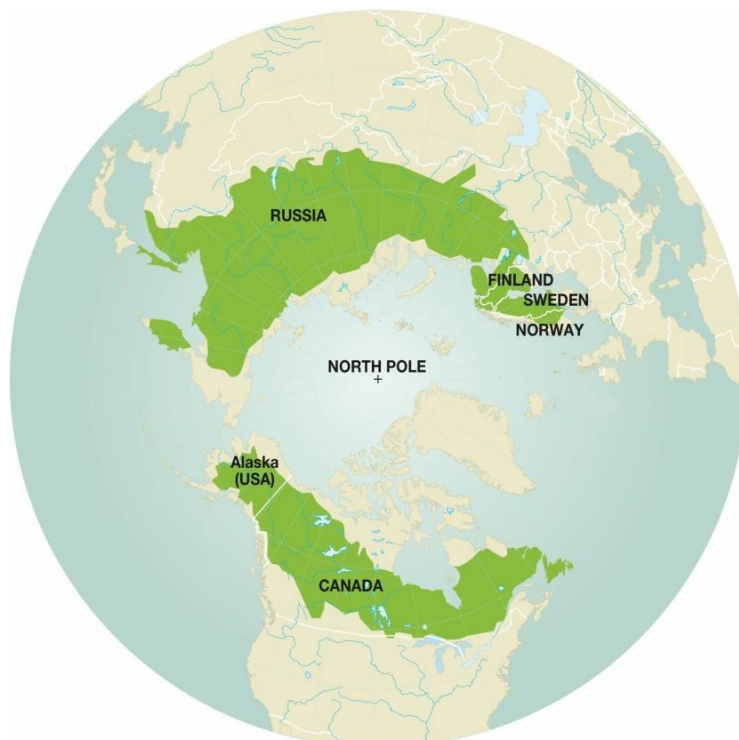 RUSSIA
FINLAND
SWEDEN
NORWAY
NORTH POLE
Alaska
(USA)
CANADA